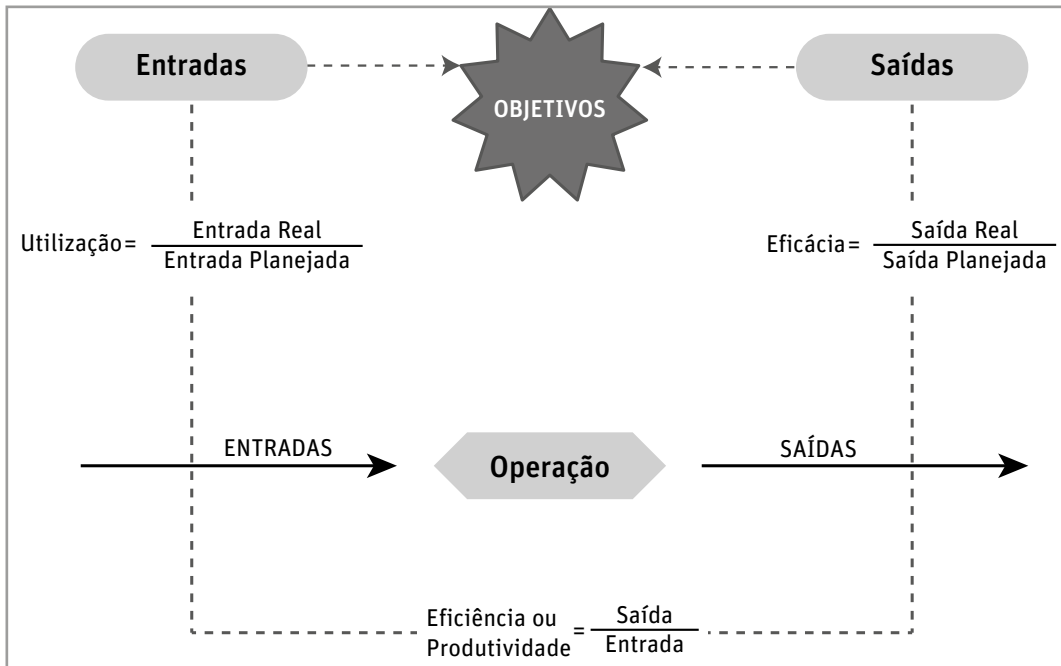 Entradas
OBJETIVOS
Saídas
Utilização = Entrada Real
Entrada Planejada
Eficácia = Saída Real
Saída Planejada
ENTRADAS
Operação
SAÍDAS
Eficiência ou
Produtividade = Saída
Entrada